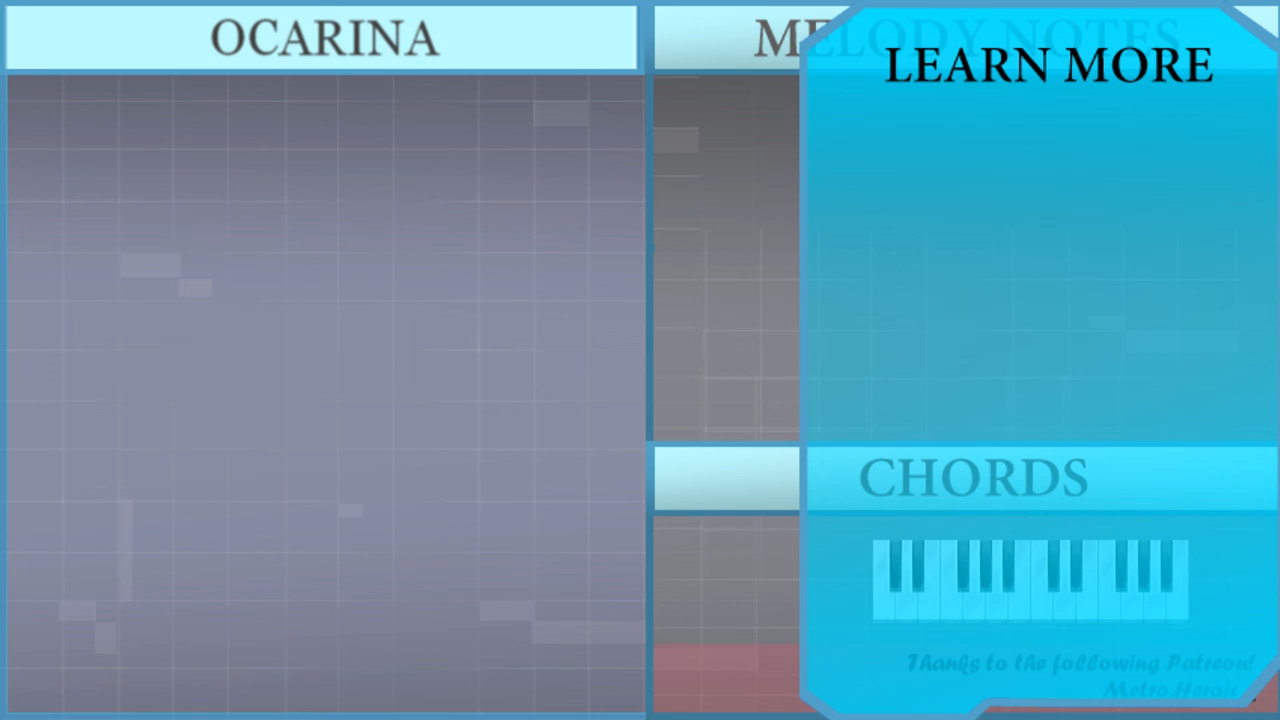 OCARINA
MELODY NOTES
LEARN MORE
CHORDS
Thanks to the following Patreon!
Metro Heroic